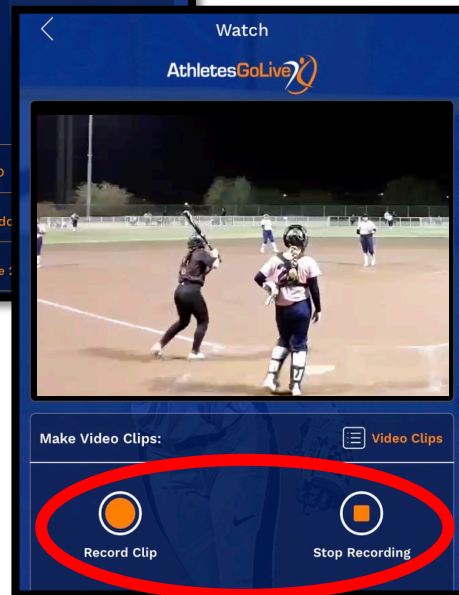 Watch
AthletesGoLive
Make Video Clips:
Video Clips
Record Clip
Stop Recording